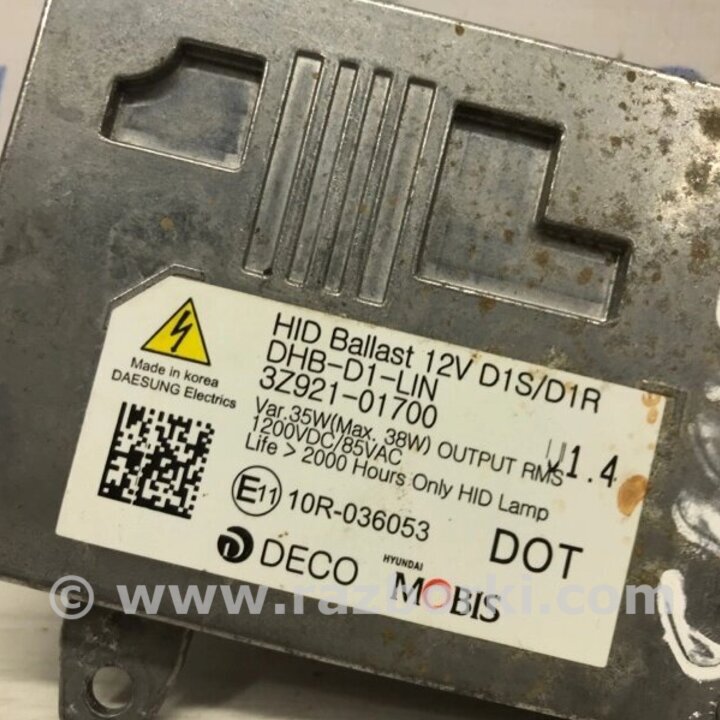 Made in korea
DAESUNG Electrics
HID Ballast 12V D1S/D1R
DHB-D1-LIN
3Z921-01700
Var.35W(Max. 38W) OUTPUT RMS
1200VDC/85VAC
Life > 2000 Hours Only HID Lamp
V1.4
E11 10R-036053
DOT
DECO
HYUNDAI
MOBIS
© www.razborki.com